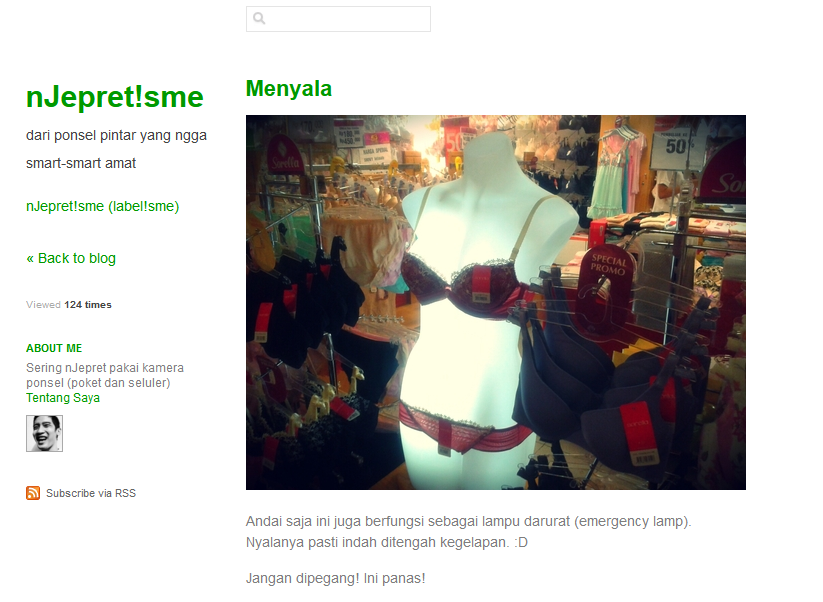 nJepret!sme
dari ponsel pintar yang ngga
smart-smart amat
nJepret!sme (label!sme)
« Back to blog
Viewed 124 times
ABOUT ME
Sering nJepret pakai kamera
ponsel (poket dan seluler)
Tentang Saya
Subscribe via RSS
Menyala
Sorella
50
SPECIAL
PROMO
Andai saja ini juga berfungsi sebagai lampu darurat (emergency lamp).
Nyalanya pasti indah ditengah kegelapan. :D
Jangan dipegang! Ini panas!